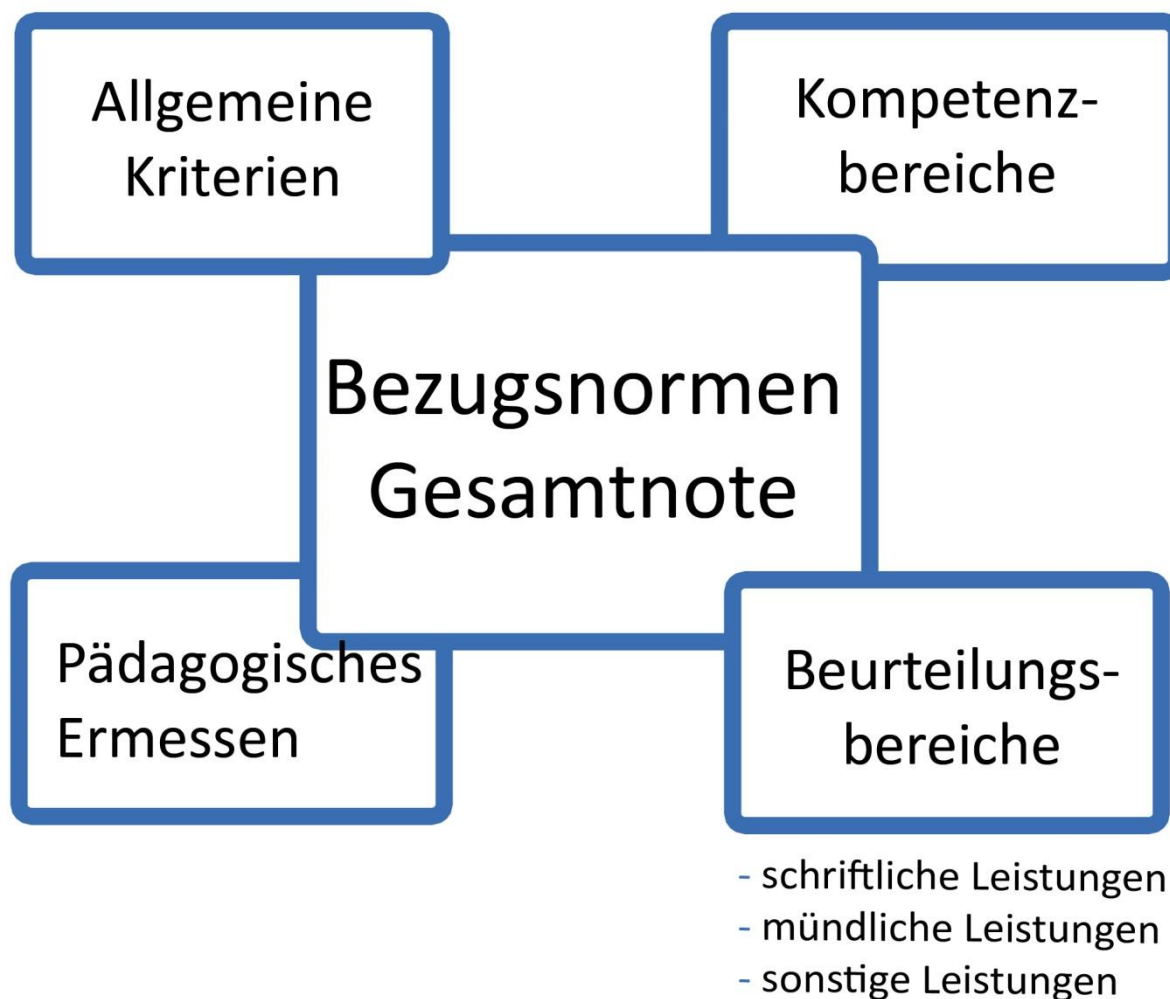 Allgemeine
Kriterien
Kompetenz-
bereiche
Bezugsnormen
Gesamtnote
Pädagogisches
Ermessen
Beurteilungs-
bereiche
- schriftliche Leistungen
- mündliche Leistungen
- sonstige Leistungen